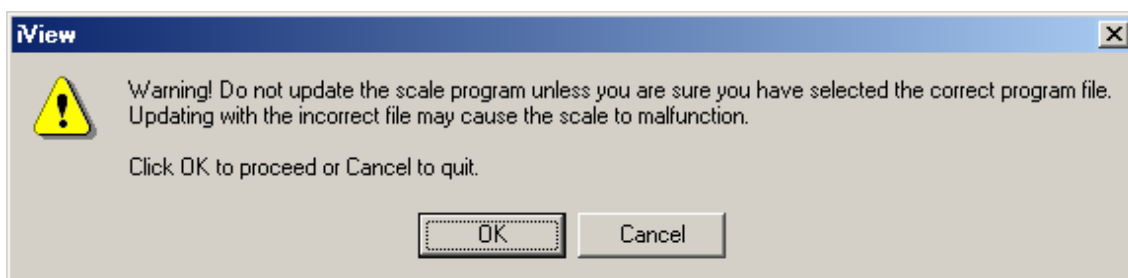 iView
Warning! Do not update the scale program unless you are sure you have selected the correct program file.
Updating with the incorrect file may cause the scale to malfunction.
Click OK to proceed or Cancel to quit.
OK
Cancel